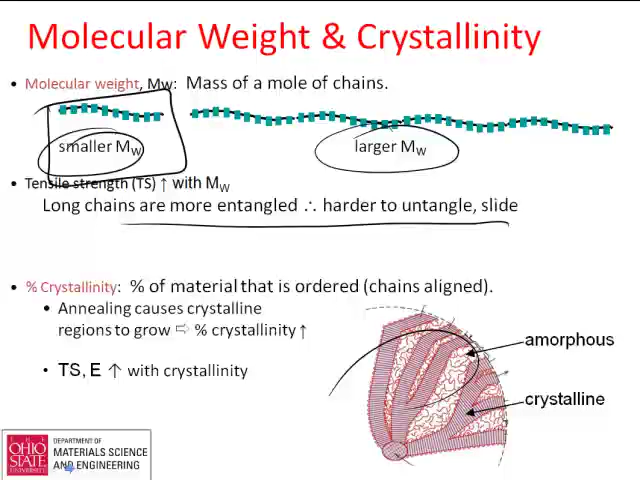 Molecular Weight & Crystallinity
• Molecular weight, Mw: Mass of a mole of chains.
smaller MW
larger MW
• Tensile strength (TS) ↑ with MW
Long chains are more entangled ∴ harder to untangle, slide
• % Crystallinity: % of material that is ordered (chains aligned).
• Annealing causes crystalline
regions to grow ⇨ % crystallinity ↑
• TS, E ↑ with crystallinity
amorphous
crystalline
THE
OHIO
STATE
UNIVERSITY
DEPARTMENT OF
MATERIALS SCIENCE
AND ENGINEERING